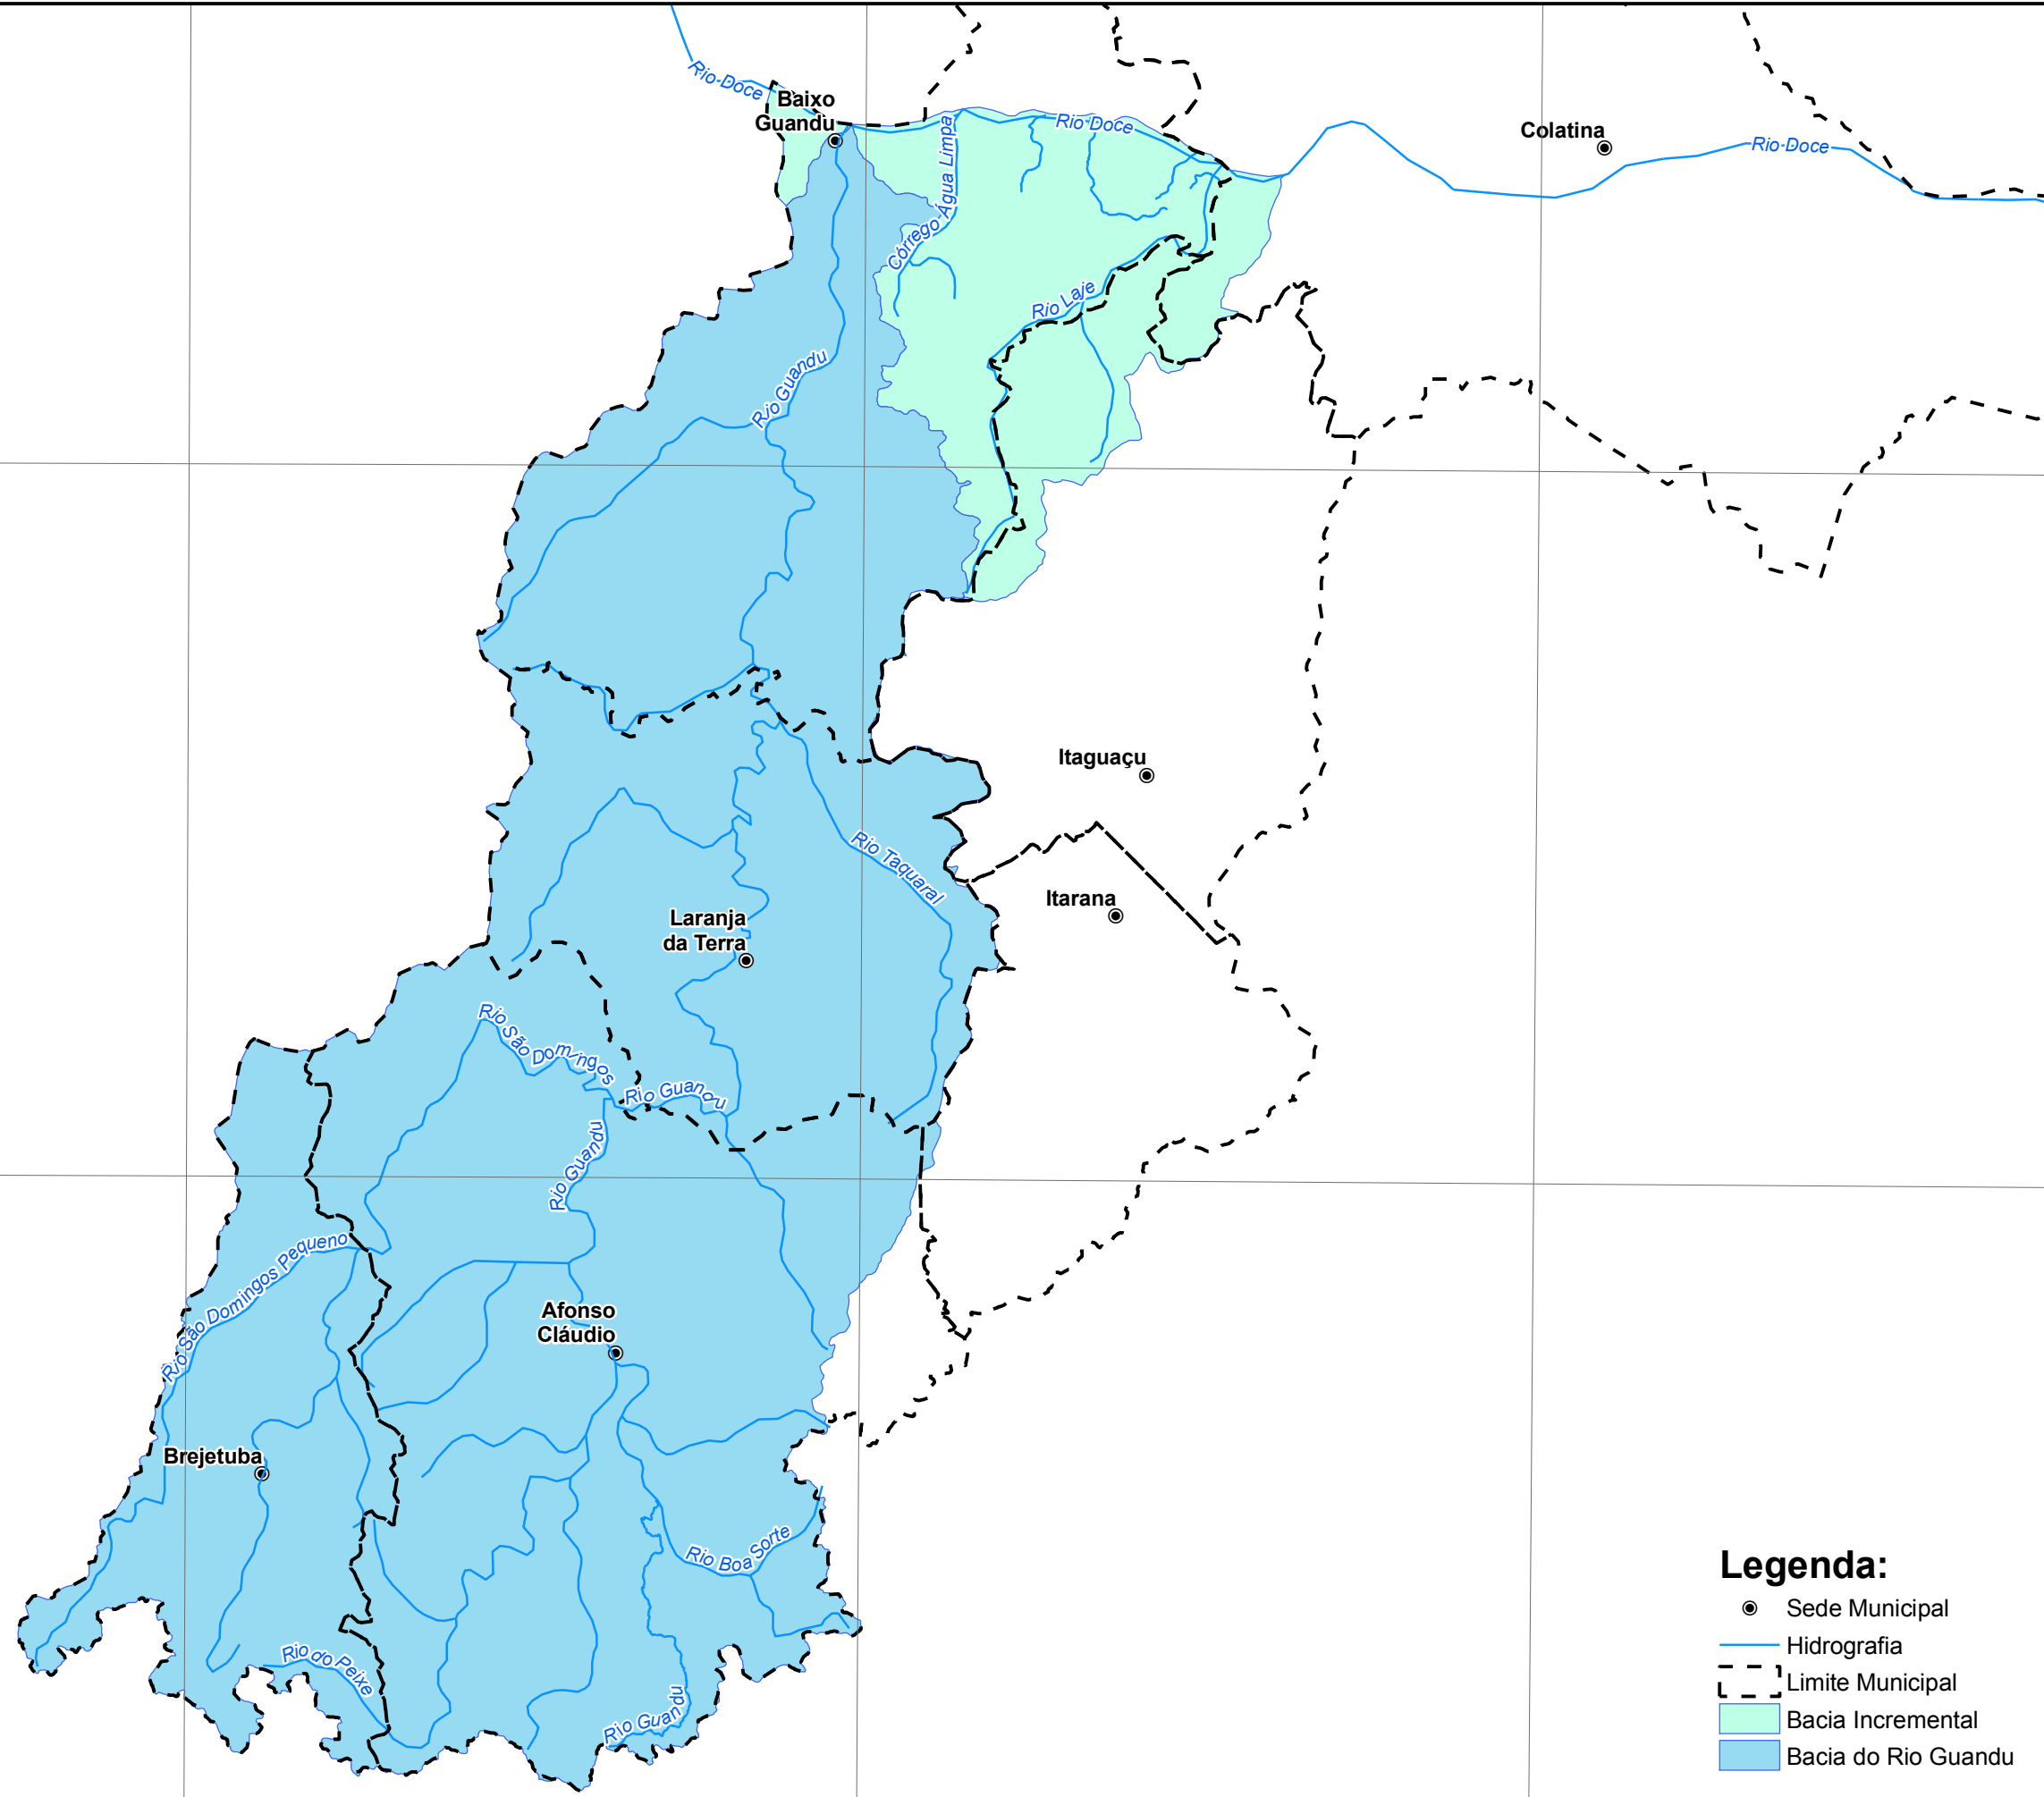 Rio Doce
Baixo
Guandu
Rio Doce
Colatina
Rio Doce
Córrego Água Limpa
Rio Laje
Rio Guandu
Itaguaçu
Rio Taquaral
Itarana
Laranja
da Terra
Rio São Domingos
Rio Guandu
Rio Guandu
Rio São Domingos Pequeno
Afonso
Cláudio
Brejetuba
Rio Boa Sorte
Rio do Peixe
Rio Guandu
Legenda:
Sede Municipal
Hidrografia
Limite Municipal
Bacia Incremental
Bacia do Rio Guandu